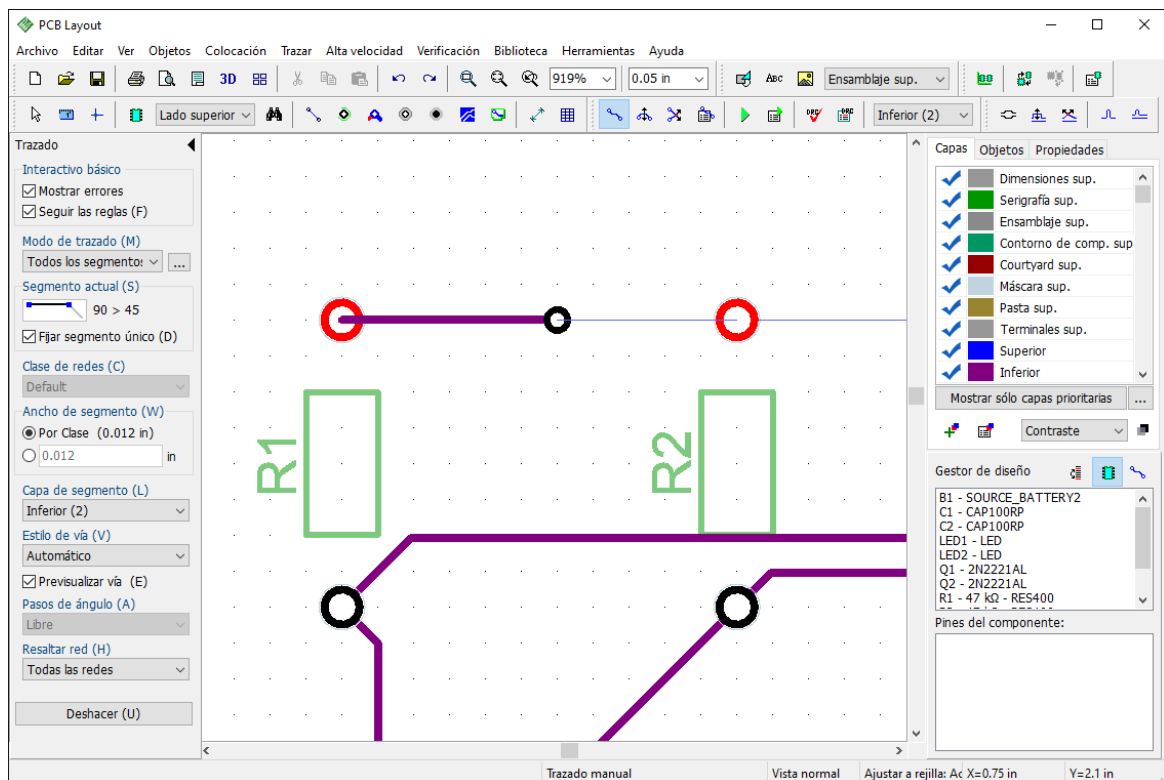 PCB Layout
Archivo Editar Ver Objetos Colocación Trazar Alta velocidad Verificación Biblioteca Herramientas Ayuda
3D 919% 0.05 in ABC Ensamblaje sup.
Lado superior DRC DRC Inferior (2)
Trazado
Interactivo básico
Mostrar errores
Seguir las reglas (F)
Modo de trazado (M)
Todos los segmentos
...
Segmento actual (S)
90 > 45
Fijar segmento único (D)
Clase de redes (C)
Default
Ancho de segmento (W)
Por Clase (0.012 in)
0.012 in
Capa de segmento (L)
Inferior (2)
Estilo de vía (V)
Automático
Previsualizar vía (E)
Pasos de ángulo (A)
Libre
Resaltar red (H)
Todas las redes
Deshacer (U)
R1
R2
Capas Objetos Propiedades
Dimensiones sup.
Serigrafía sup.
Ensamblaje sup.
Contorno de comp. sup
Courtyard sup.
Máscara sup.
Pasta sup.
Terminales sup.
Superior
Inferior
Mostrar sólo capas prioritarias ...
Contraste
Gestor de diseño
B1 - SOURCE_BATTERY2
C1 - CAP100RP
C2 - CAP100RP
LED1 - LED
LED2 - LED
Q1 - 2N2221AL
Q2 - 2N2221AL
R1 - 47 kΩ - RES400
Pines del componente:
Trazado manual Vista normal Ajustar a rejilla: Ac X=0.75 in Y=2.1 in